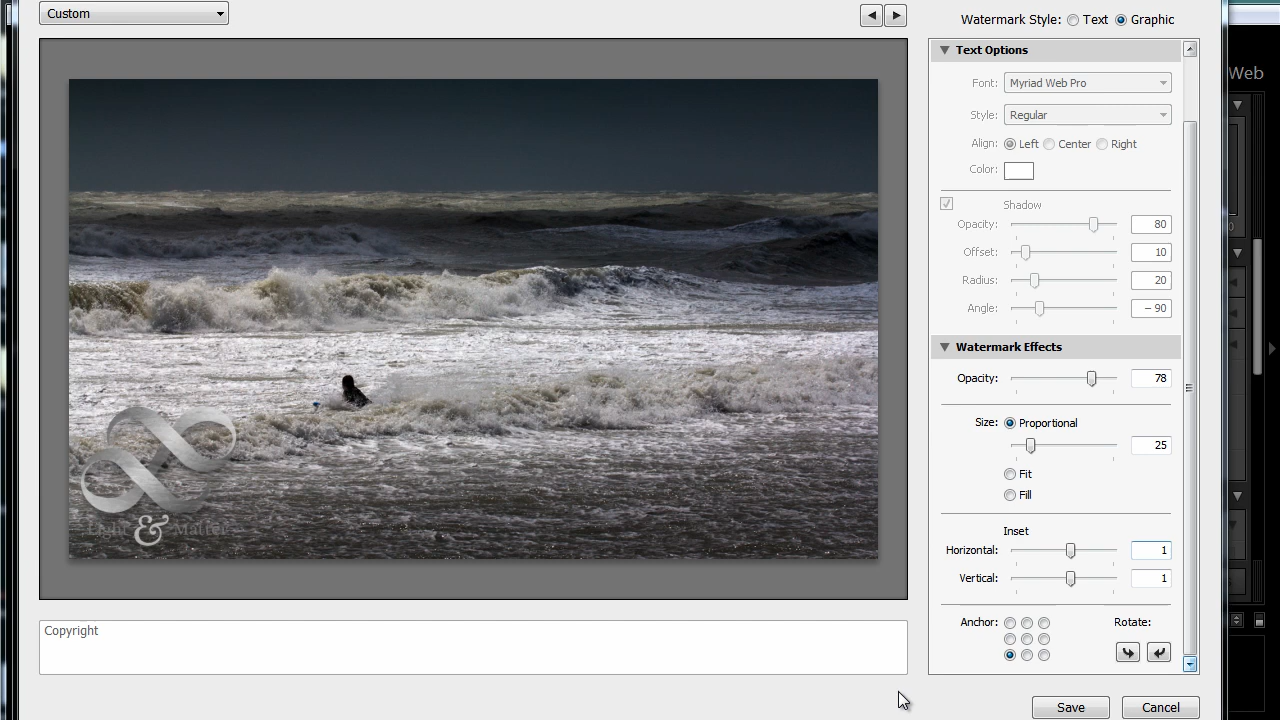 Custom
Watermark Style: Text Graphic
Text Options
Font: Myriad Web Pro
Style: Regular
Align: Left Center Right
Color:
Shadow
Opacity: 80
Offset: 10
Radius: 20
Angle: – 90
Watermark Effects
Opacity: 78
Size: Proportional
25
Fit
Fill
Inset
Horizontal: 1
Vertical: 1
Anchor: Rotate:
Save Cancel
Light & Matter
Copyright
Web